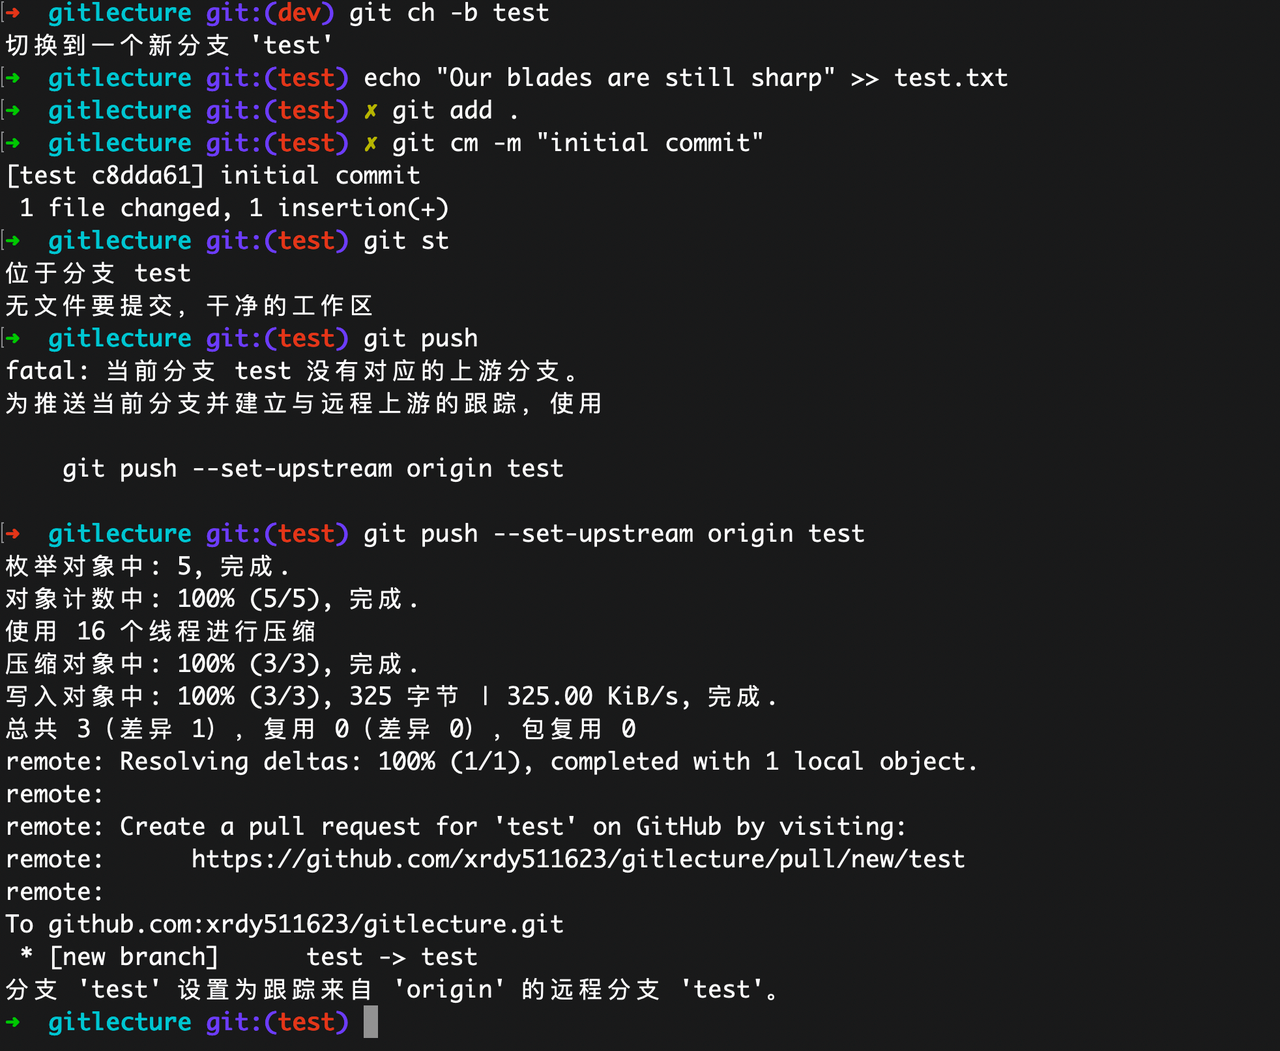 ➜  gitlecture git:(dev) git ch -b test
切换到一个新分支 'test'
➜  gitlecture git:(test) echo "Our blades are still sharp" >> test.txt
➜  gitlecture git:(test) ✗ git add .
➜  gitlecture git:(test) ✗ git cm -m "initial commit"
[test c8dda61] initial commit
 1 file changed, 1 insertion(+)
➜  gitlecture git:(test) git st
位于分支 test
无文件要提交，干净的工作区
➜  gitlecture git:(test) git push
fatal: 当前分支 test 没有对应的上游分支。
为推送当前分支并建立与远程上游的跟踪，使用
    git push --set-upstream origin test
➜  gitlecture git:(test) git push --set-upstream origin test
枚举对象中: 5, 完成.
对象计数中: 100% (5/5), 完成.
使用 16 个线程进行压缩
压缩对象中: 100% (3/3), 完成.
写入对象中: 100% (3/3), 325 字节 | 325.00 KiB/s, 完成.
总共 3（差异 1），复用 0（差异 0），包复用 0
remote: Resolving deltas: 100% (1/1), completed with 1 local object.
remote:
remote: Create a pull request for 'test' on GitHub by visiting:
remote:      https://github.com/xrdy511623/gitlecture/pull/new/test
remote:
To github.com:xrdy511623/gitlecture.git
 * [new branch]      test -> test
分支 'test' 设置为跟踪来自 'origin' 的远程分支 'test'。
➜  gitlecture git:(test)